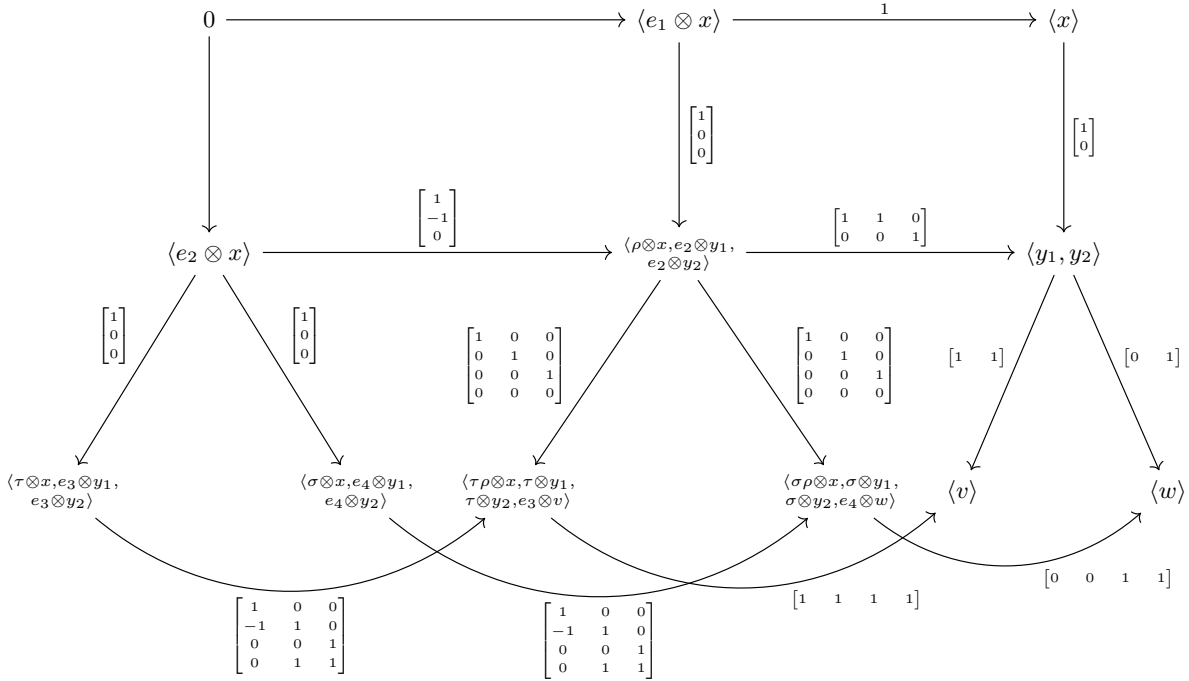 0 ⟨e₁ ⊗ x⟩ 1 ⟨x⟩
[1 0 0] [1 0]
[1 −1 0] [1 1 0
0 0 1]
⟨e₂ ⊗ x⟩ ⟨ρ⊗x,e₂⊗y₁,
e₂⊗y₂⟩ ⟨y₁, y₂⟩
[1 0 0] [1 0 0] [1 0 0
0 1 0
0 0 1
0 0 0] [1 0 0
0 1 0
0 0 1
0 0 0] [1 1] [0 1]
⟨τ⊗x,e₃⊗y₁,
e₃⊗y₂⟩
⟨σ⊗x,e₄⊗y₁,
e₄⊗y₂⟩
⟨τρ⊗x,τ⊗y₁,
τ⊗y₂,e₃⊗v⟩
⟨σρ⊗x,σ⊗y₁,
σ⊗y₂,e₄⊗w⟩
⟨v⟩ ⟨w⟩
[1 0 0
−1 1 0
0 0 1
0 1 1]
[1 0 0
−1 1 0
0 0 1
0 1 1]
[1 1 1 1]
[0 0 1 1]